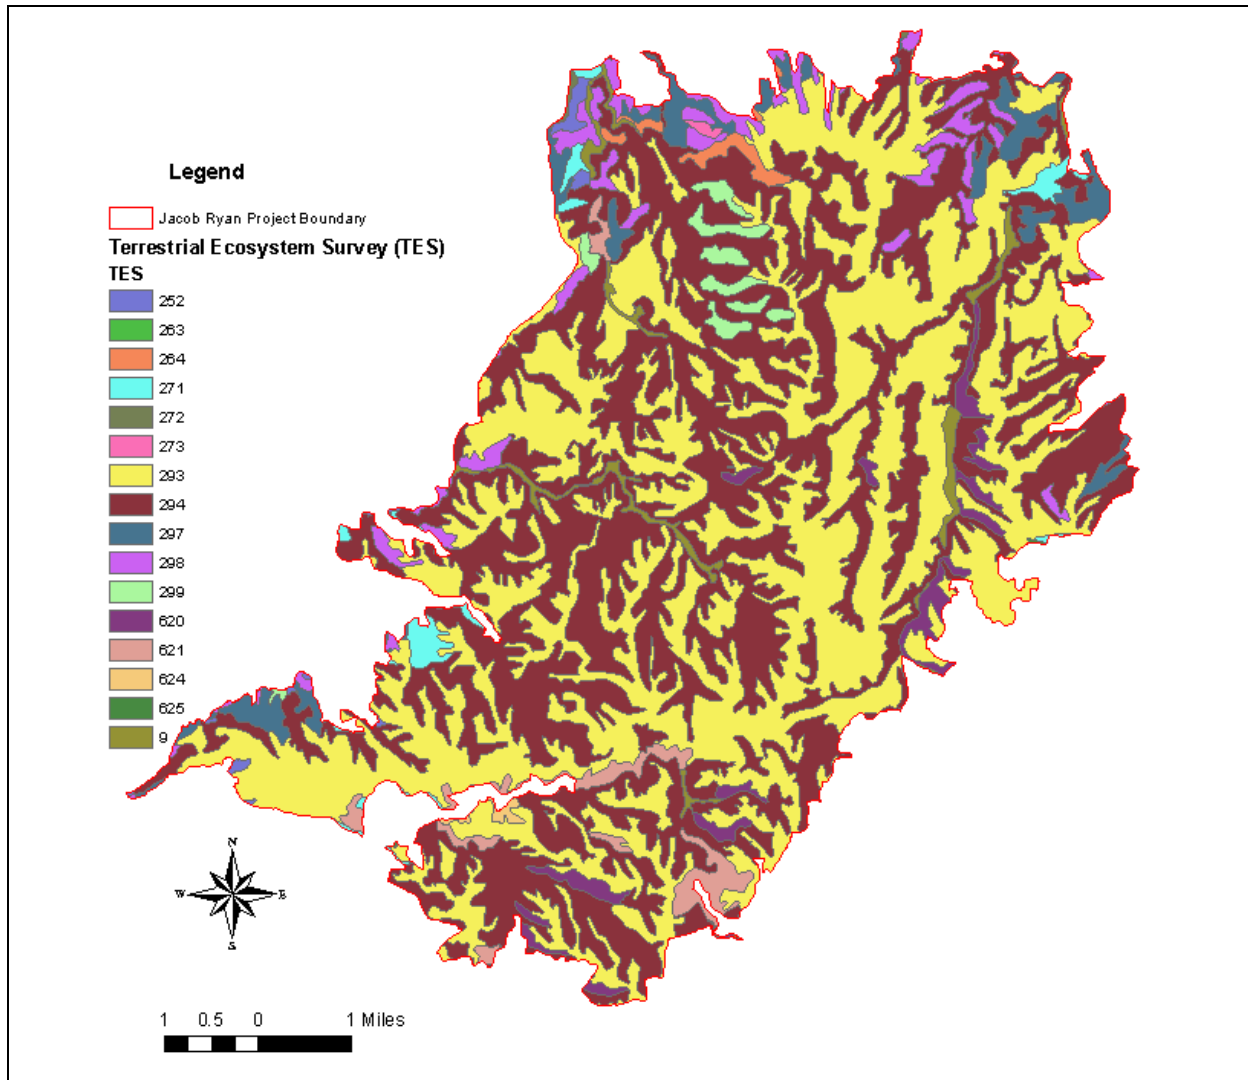 Legend
Jacob Ryan Project Boundary
Terrestrial Ecosystem Survey (TES)
TES
252
263
264
271
272
273
293
294
297
298
299
620
621
624
625
9
N
W E
S
1 0.5 0 1 Miles